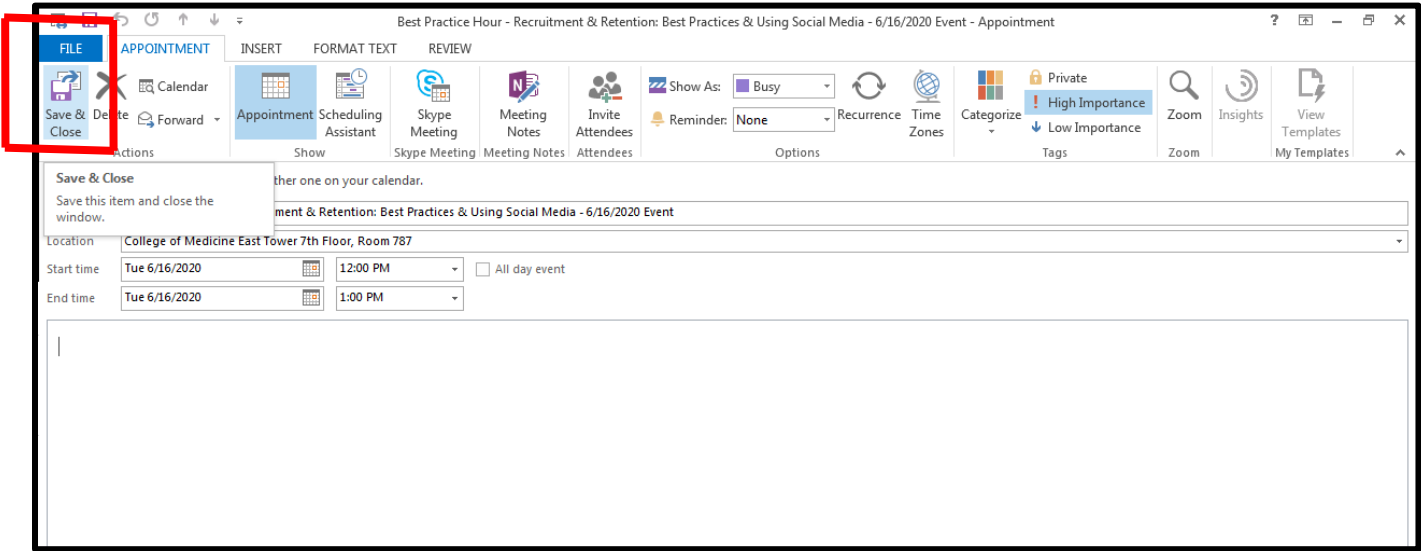 Best Practice Hour - Recruitment & Retention: Best Practices & Using Social Media - 6/16/2020 Event - Appointment
?
FILE APPOINTMENT INSERT FORMAT TEXT REVIEW
Save & Close
Delete
Calendar
Forward
Actions
Appointment
Scheduling Assistant
Show
Skype Meeting
Skype Meeting
Meeting Notes
Meeting Notes
Invite Attendees
Attendees
Show As: Busy
Reminder: None
Recurrence
Time Zones
Options
Categorize
Private
High Importance
Low Importance
Tags
Zoom
Zoom
Insights
View Templates
My Templates
Save & Close
Save this item and close the
window.
ther one on your calendar.
ment & Retention: Best Practices & Using Social Media - 6/16/2020 Event
Location College of Medicine East Tower 7th Floor, Room 787
Start time Tue 6/16/2020 12:00 PM All day event
End time Tue 6/16/2020 1:00 PM